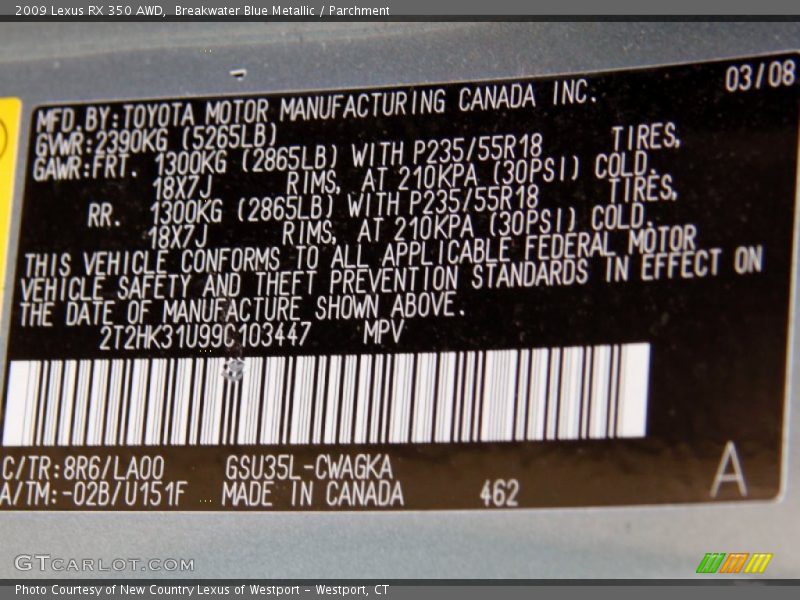 2009 Lexus RX 350 AWD, Breakwater Blue Metallic / Parchment
03/08
MFD.BY:TOYOTA MOTOR MANUFACTURING CANADA INC.
GVWR:2390KG (5265LB)
GAWR:FRT. 1300KG (2865LB) WITH P235/55R18 TIRES,
18X7J RIMS, AT 210KPA (30PSI) COLD.
RR. 1300KG (2865LB) WITH P235/55R18 TIRES,
18X7J RIMS, AT 210KPA (30PSI) COLD.
THIS VEHICLE CONFORMS TO ALL APPLICABLE FEDERAL MOTOR
VEHICLE SAFETY AND THEFT PREVENTION STANDARDS IN EFFECT ON
THE DATE OF MANUFACTURE SHOWN ABOVE.
2T2HK31U99C103447 MPV
C/TR:8R6/LA00 GSU35L-CWAGKA
A/TM:-02B/U151F MADE IN CANADA 462
A
GTCARLOT.COM
Photo Courtesy of New Country Lexus of Westport - Westport, CT